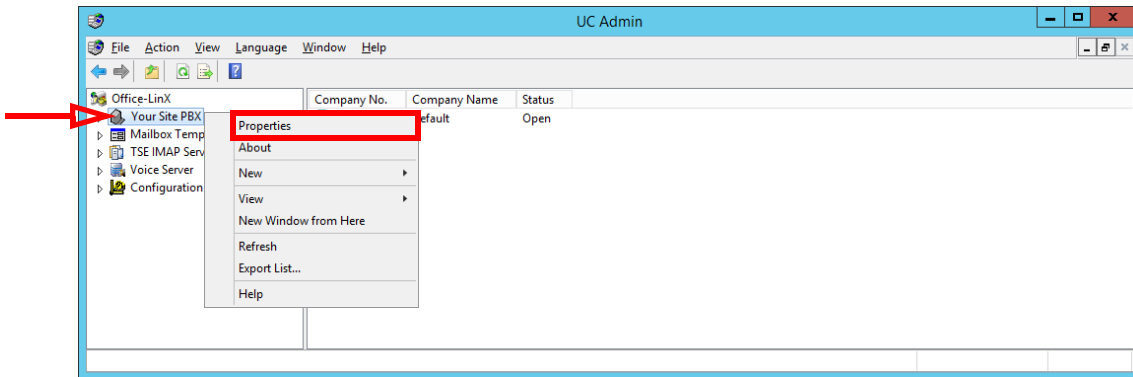 UC Admin
File Action View Language Window Help
Office-LinX
Company No. Company Name Status
Your Site PBX
efault Open
Properties
Mailbox Temp
About
TSE IMAP Serv
Voice Server
New
Configuration
View
New Window from Here
Refresh
Export List...
Help